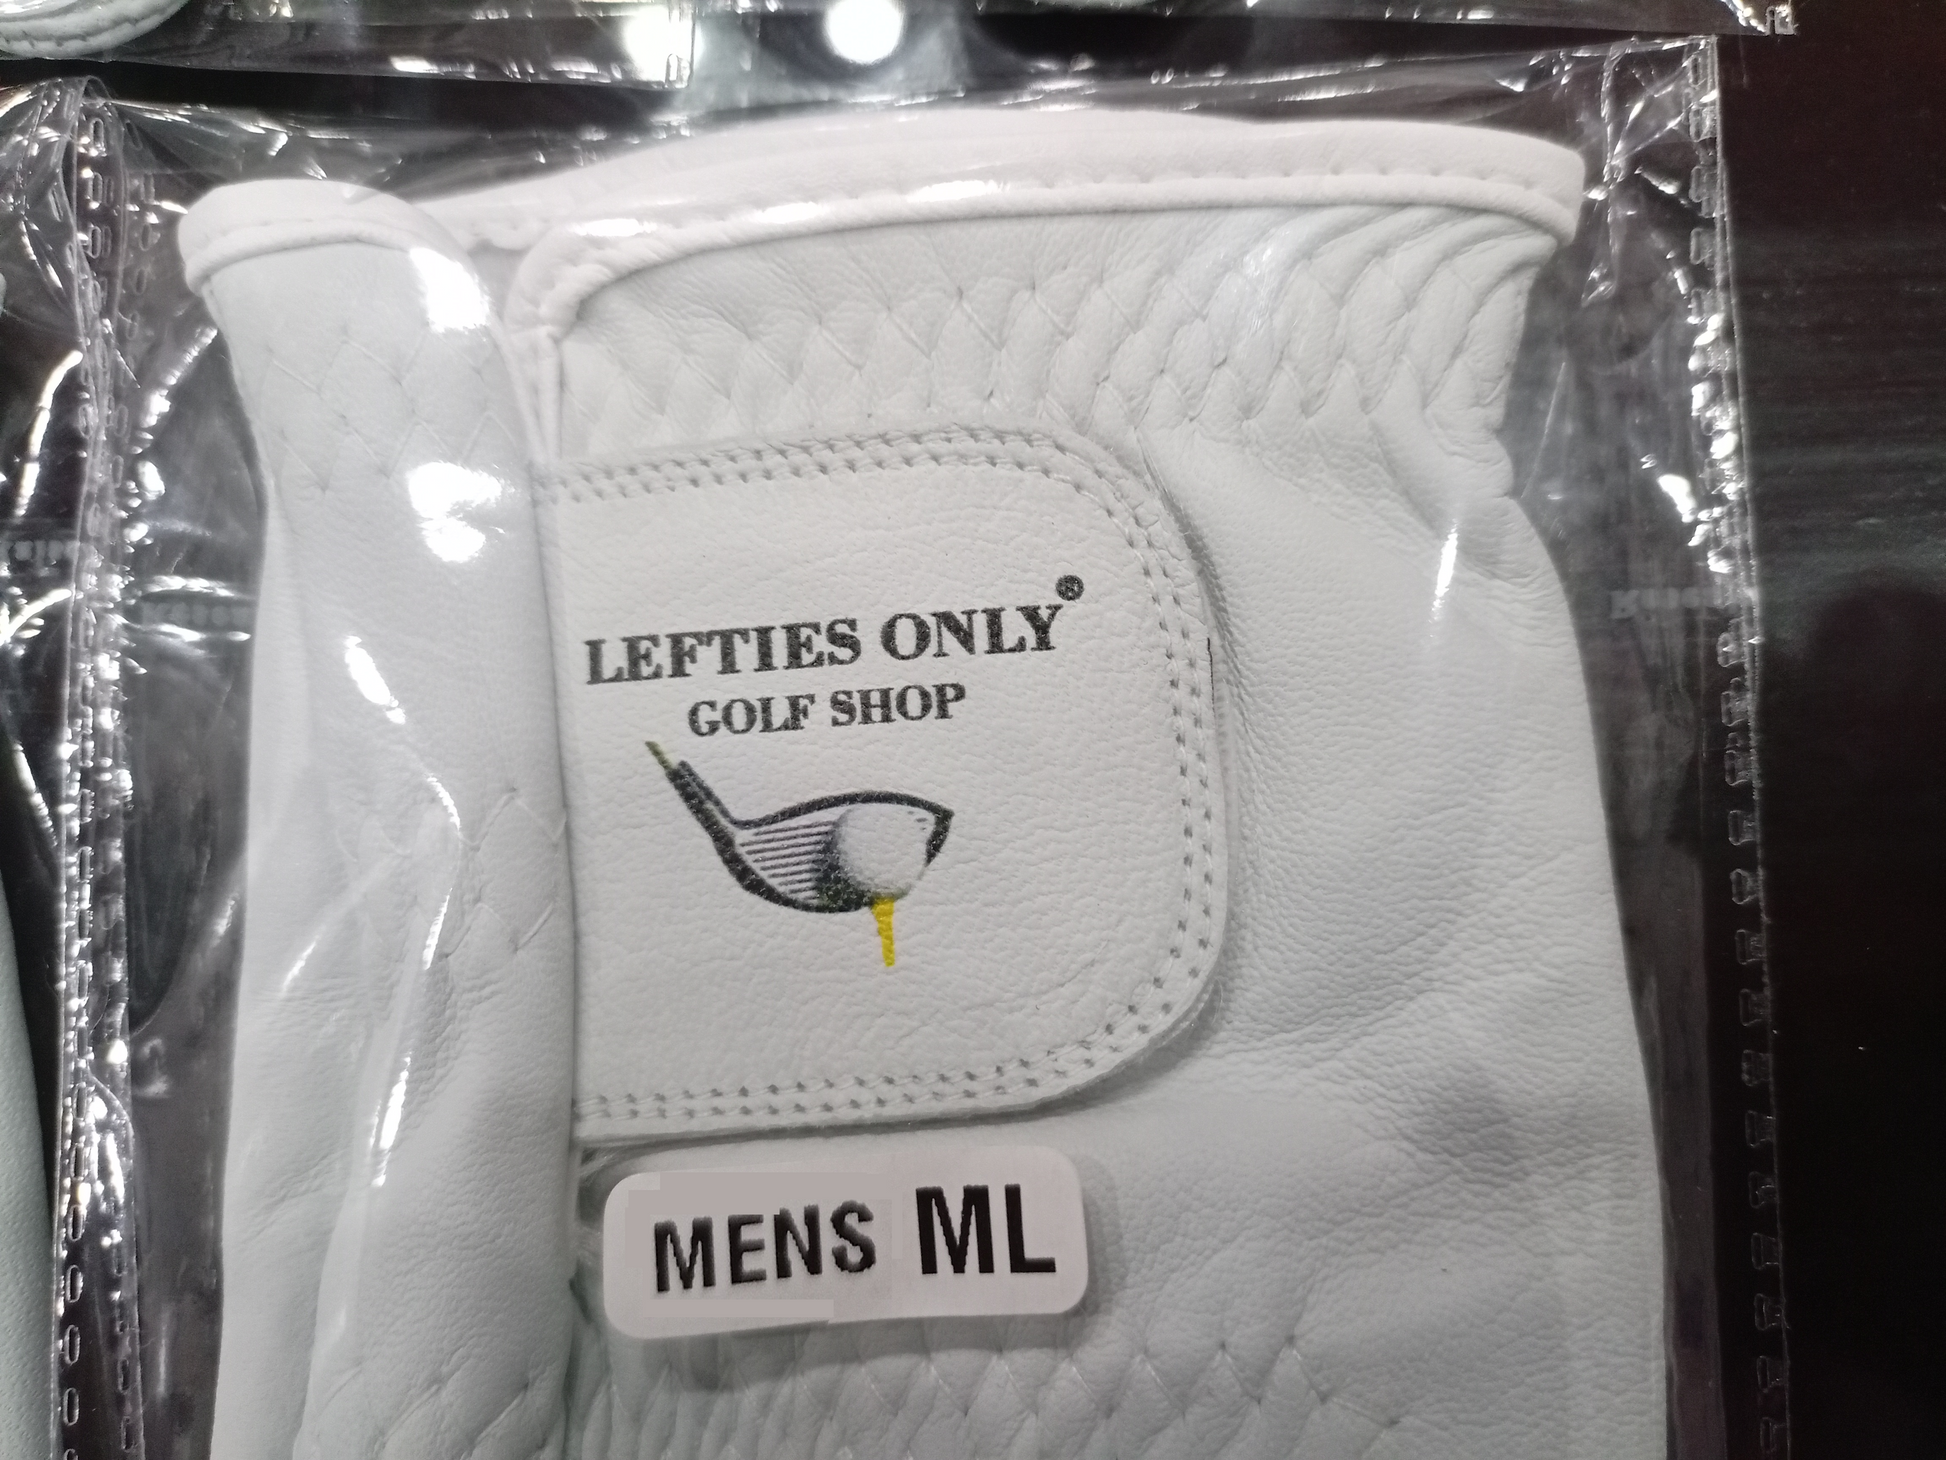 LEFTIES ONLY®
GOLF SHOP
MENS ML